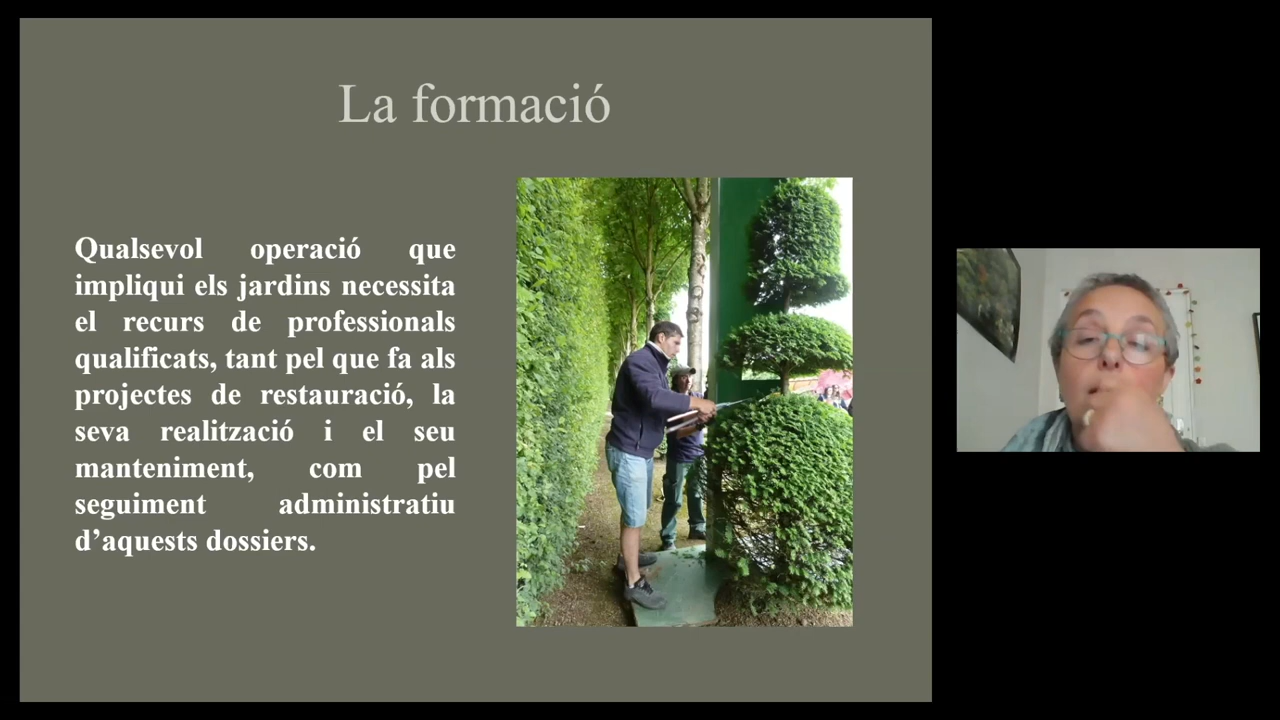 La formació
Qualsevol operació que
impliqui els jardins necessita
el recurs de professionals
qualificats, tant pel que fa als
projectes de restauració, la
seva realització i el seu
manteniment, com pel
seguiment administratiu
d’aquests dossiers.